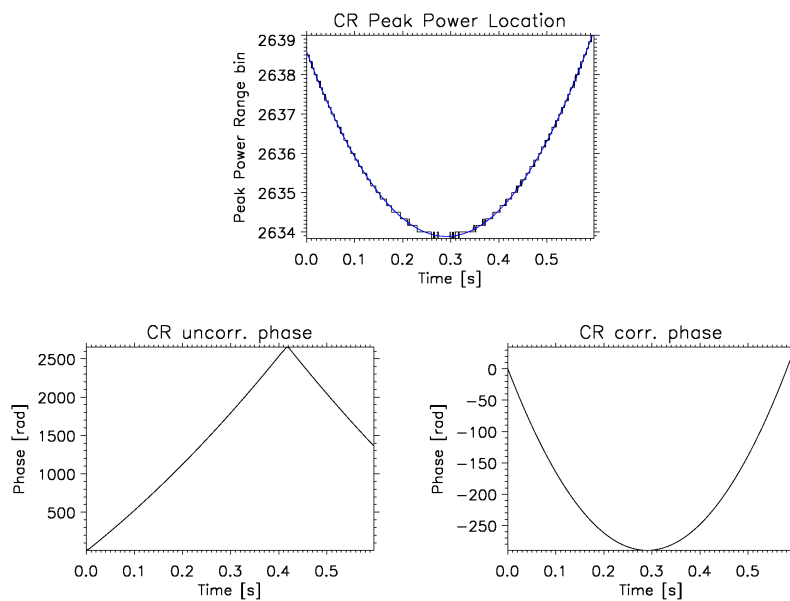 CR Peak Power Location
Peak Power Range bin
2639
2638
2637
2636
2635
2634
0.0 0.1 0.2 0.3 0.4 0.5
Time [s]
CR uncorr. phase
Phase [rad]
2500
2000
1500
1000
500
0.0 0.1 0.2 0.3 0.4 0.5
Time [s]
CR corr. phase
Phase [rad]
0
-50
-100
-150
-200
-250
0.0 0.1 0.2 0.3 0.4 0.5
Time [s]